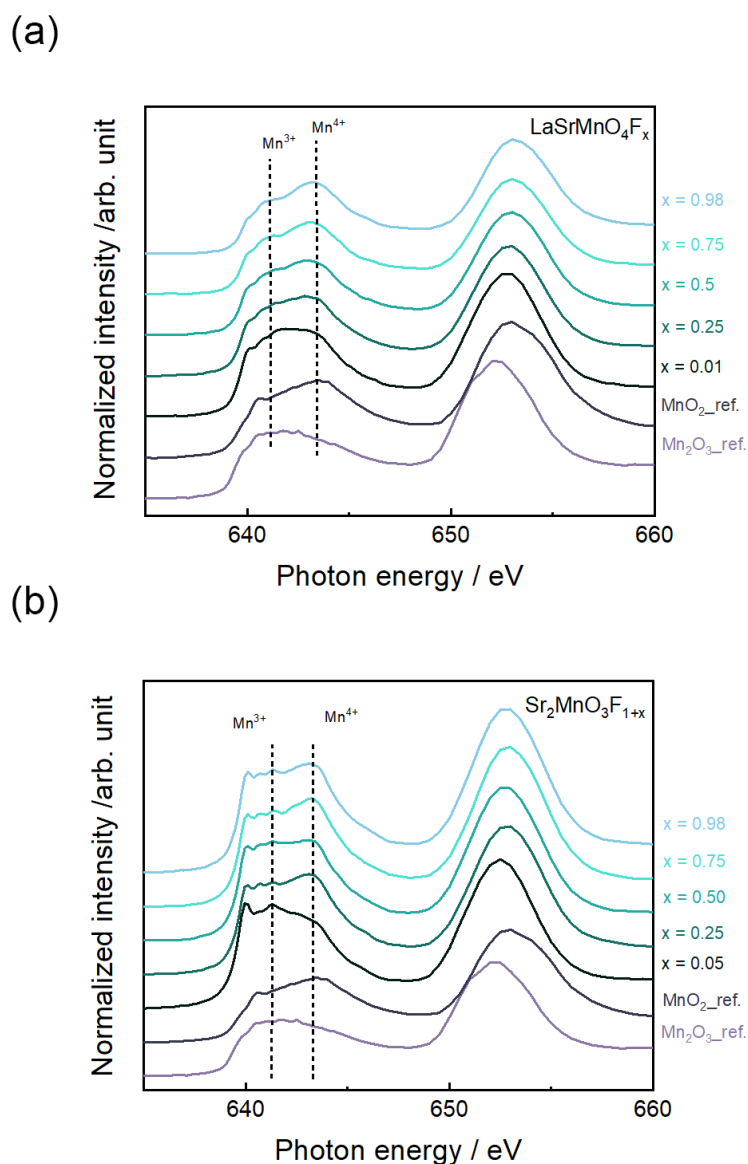 (a)
Mn3+
Mn4+
LaSrMnO4Fx
x = 0.98
x = 0.75
x = 0.5
x = 0.25
x = 0.01
MnO2_ref.
Mn2O3_ref.
Normalized intensity /arb. unit
640
650
660
Photon energy / eV
(b)
Mn3+
Mn4+
Sr2MnO3F1+x
x = 0.98
x = 0.75
x = 0.50
x = 0.25
x = 0.05
MnO2_ref.
Mn2O3_ref.
Normalized intensity /arb. unit
640
650
660
Photon energy / eV